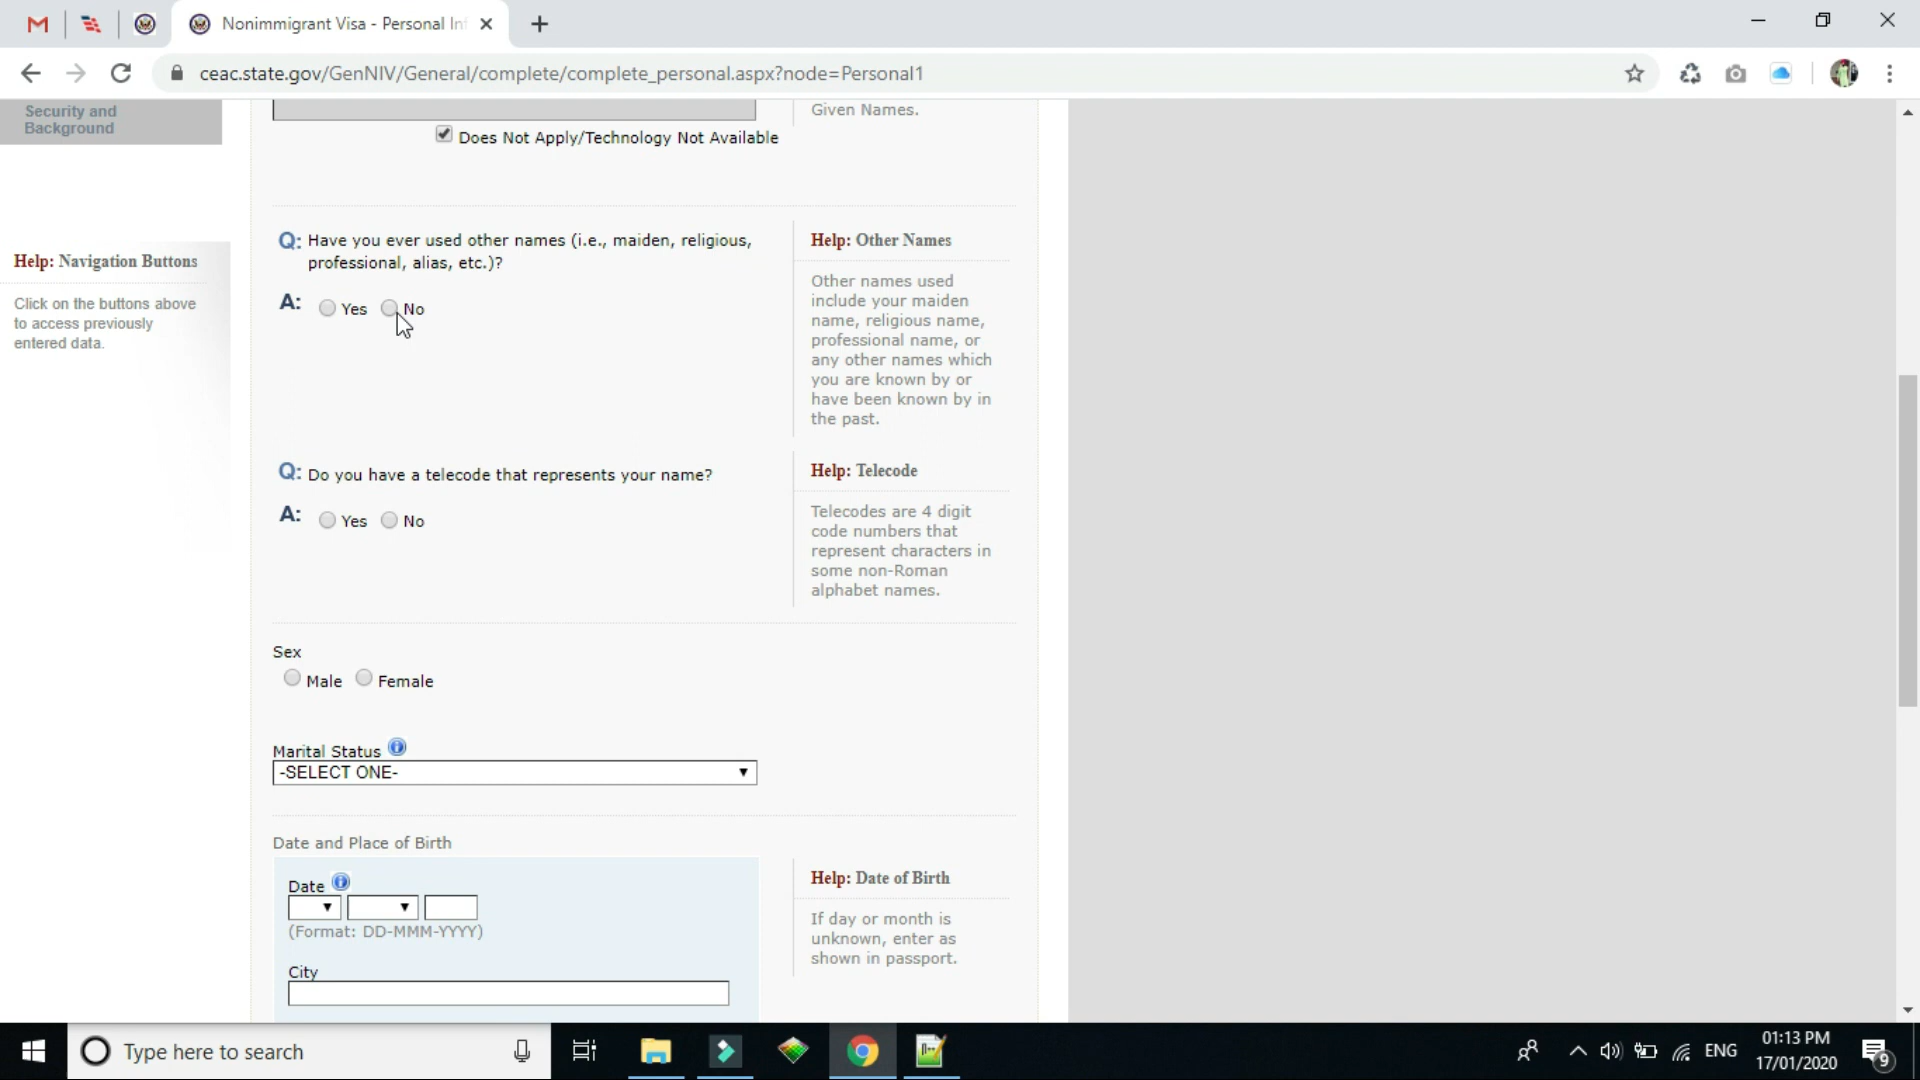 Nonimmigrant Visa - Personal Inf
ceac.state.gov/GenNIV/General/complete/complete_personal.aspx?node=Personal1
Security and
Background
Help: Navigation Buttons
Click on the buttons above
to access previously
entered data.
Given Names.
Does Not Apply/Technology Not Available
Q: Have you ever used other names (i.e., maiden, religious,
professional, alias, etc.)?
A: Yes No
Help: Other Names
Other names used
include your maiden
name, religious name,
professional name, or
any other names which
you are known by or
have been known by in
the past.
Q: Do you have a telecode that represents your name?
A: Yes No
Help: Telecode
Telecodes are 4 digit
code numbers that
represent characters in
some non-Roman
alphabet names.
Sex
Male Female
Marital Status
-SELECT ONE-
Date and Place of Birth
Date
(Format: DD-MMM-YYYY)
City
Help: Date of Birth
If day or month is
unknown, enter as
shown in passport.
Type here to search
ENG
01:13 PM
17/01/2020
9